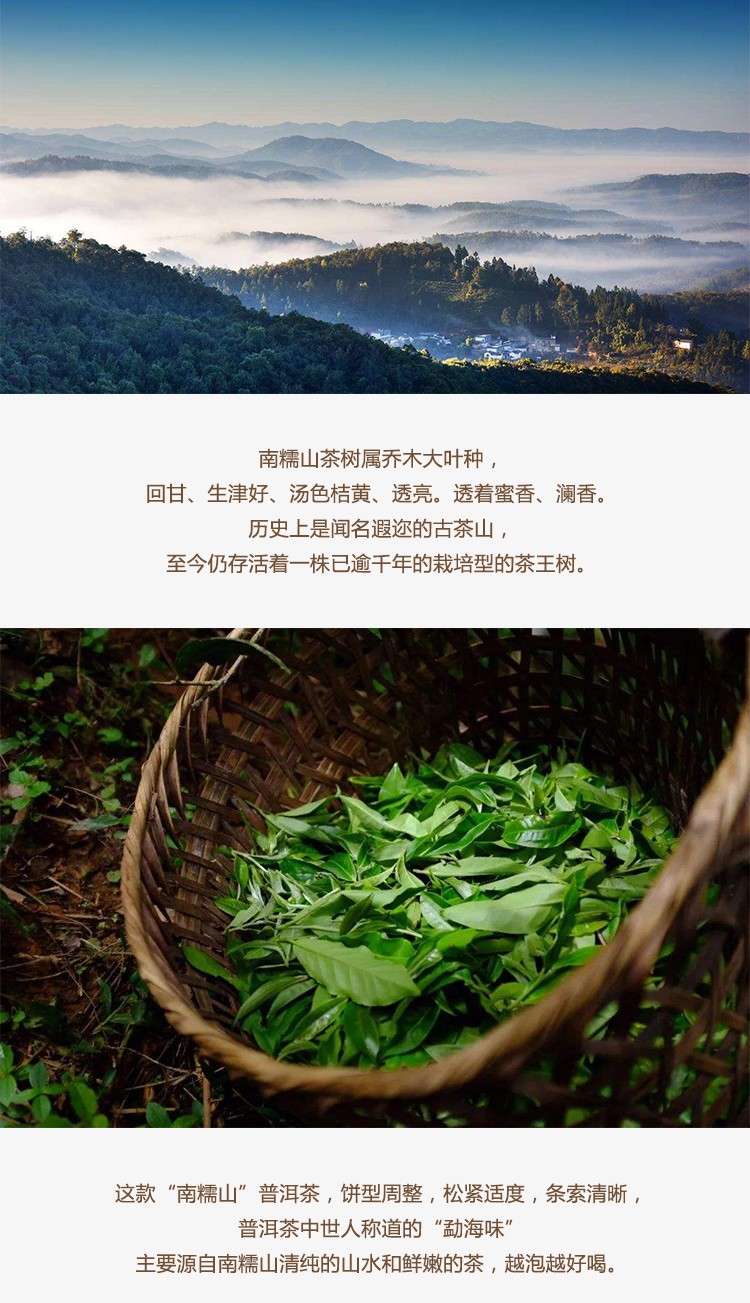 南糯山茶树属乔木大叶种，
回甘、生津好、汤色桔黄、透亮。透着蜜香、澜香。
历史上是闻名遐迩的古茶山，
至今仍存活着一株已逾千年的栽培型的茶王树。
这款“南糯山”普洱茶，饼型周整，松紧适度，条索清晰，
普洱茶中世人称道的“勐海味”
主要源自南糯山清纯的山水和鲜嫩的茶，越泡越好喝。